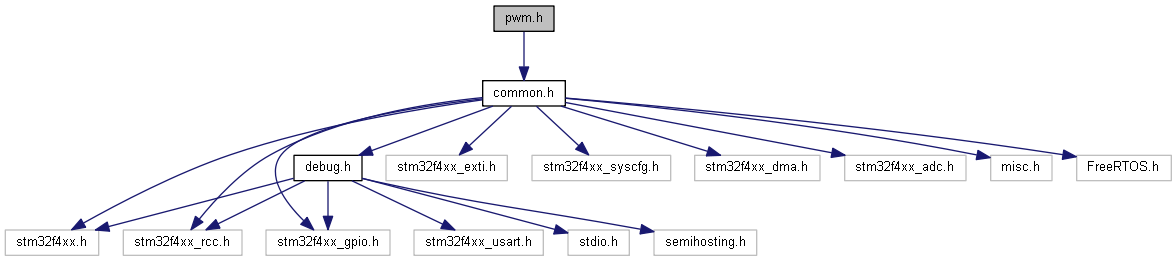 pwm.h
common.h
debug.h
stm32f4xx_exti.h
stm32f4xx_syscfg.h
stm32f4xx_dma.h
stm32f4xx_adc.h
misc.h
FreeRTOS.h
stm32f4xx.h
stm32f4xx_rcc.h
stm32f4xx_gpio.h
stm32f4xx_usart.h
stdio.h
semihosting.h